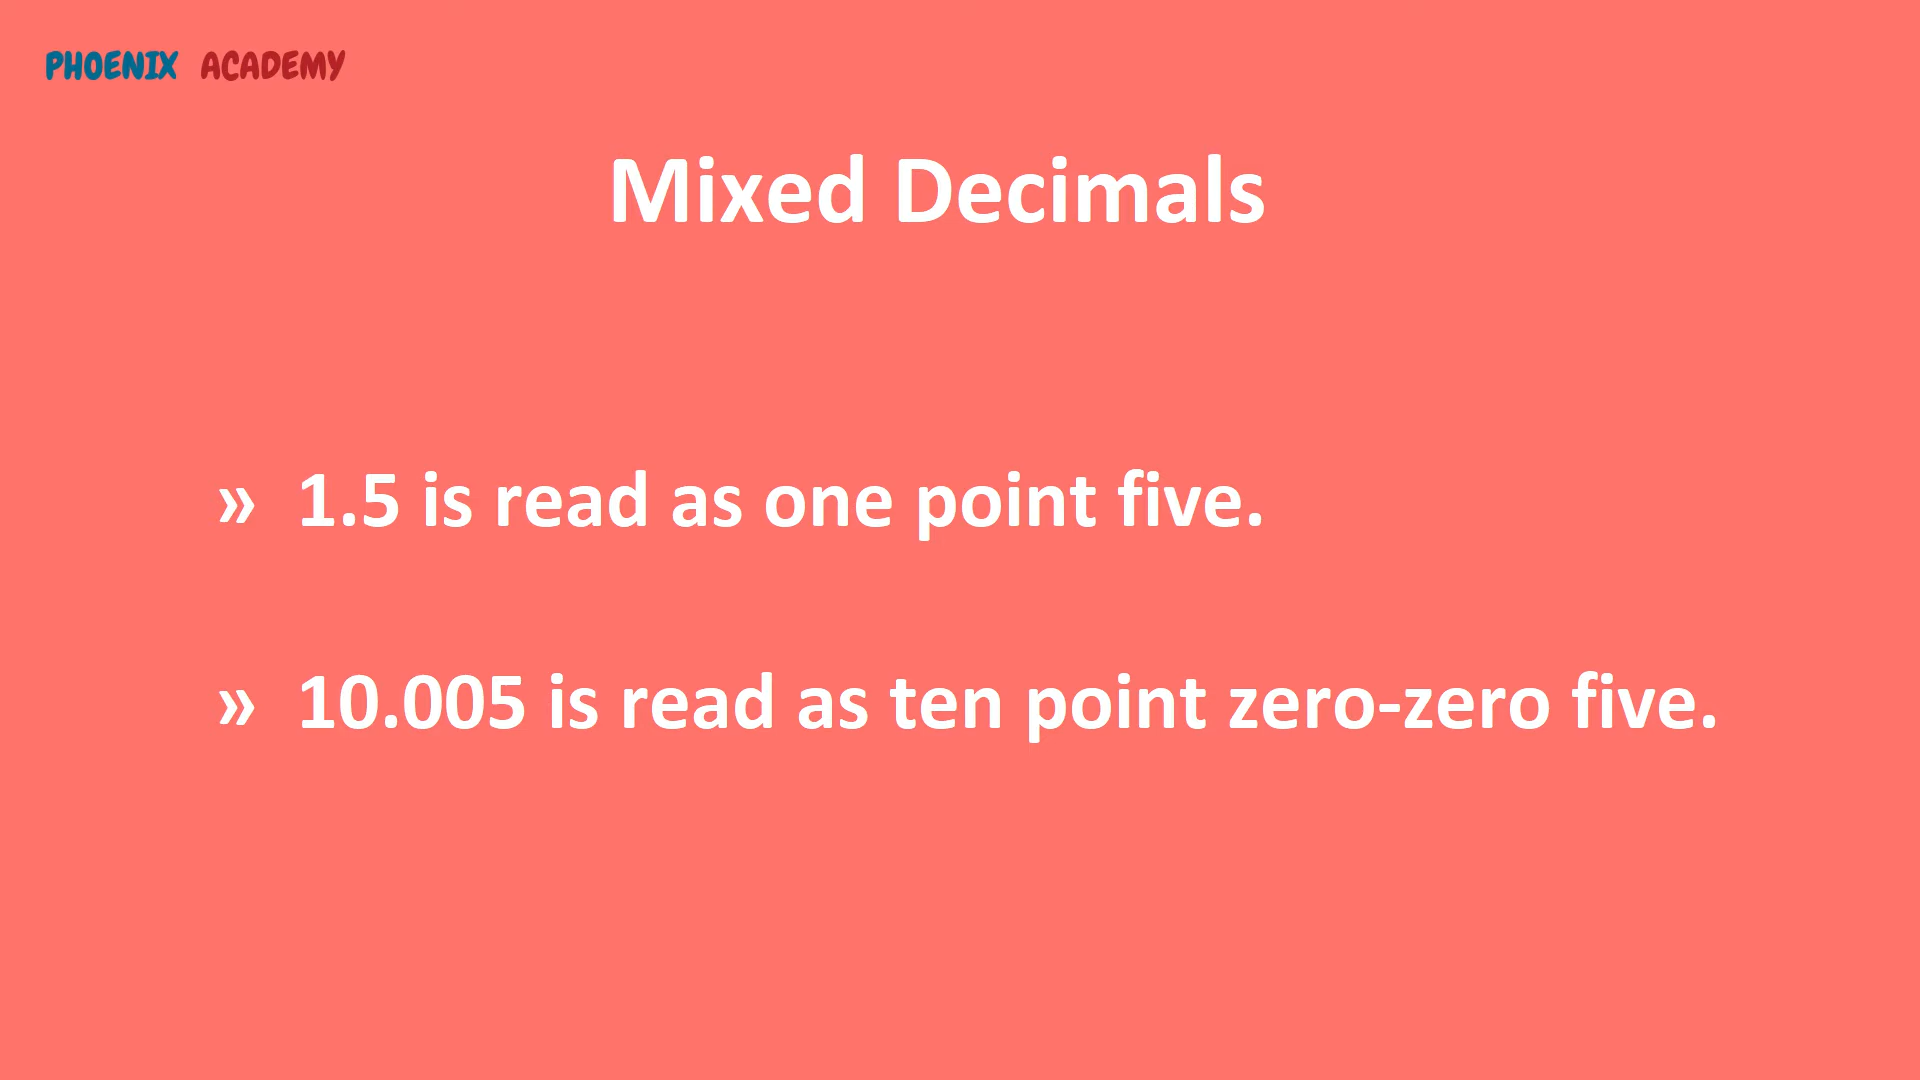 PHOENIX ACADEMY
Mixed Decimals
» 1.5 is read as one point five.
» 10.005 is read as ten point zero-zero five.